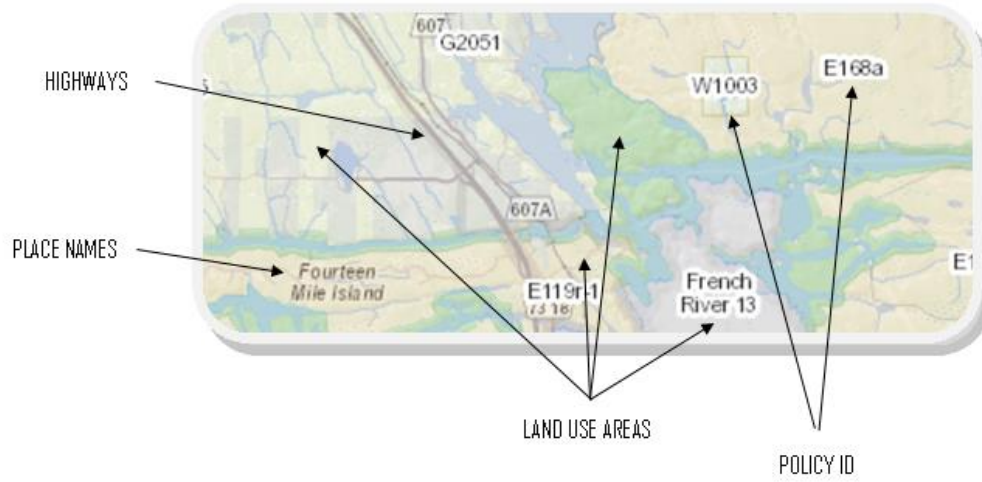 607
G2051
HIGHWAYS
E168a
W1003
607A
PLACE NAMES
Fourteen
Mile Island
French
River 13
E119r-1
LAND USE AREAS
POLICY ID